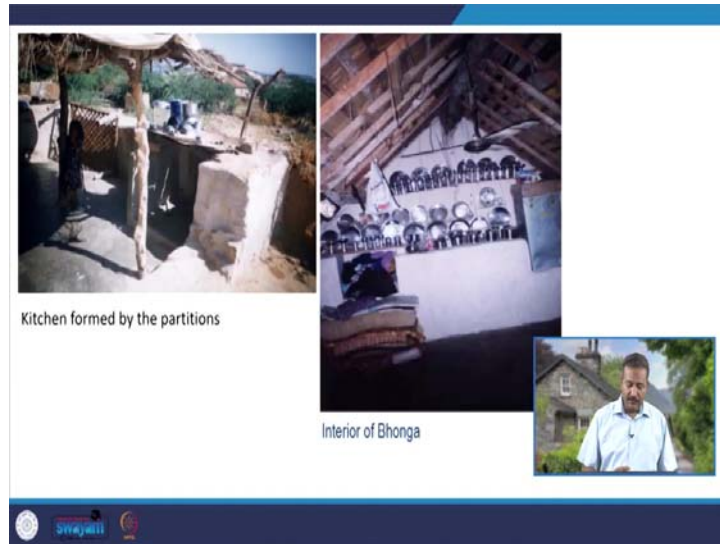 Kitchen formed by the partitions
Interior of Bhonga
swayam